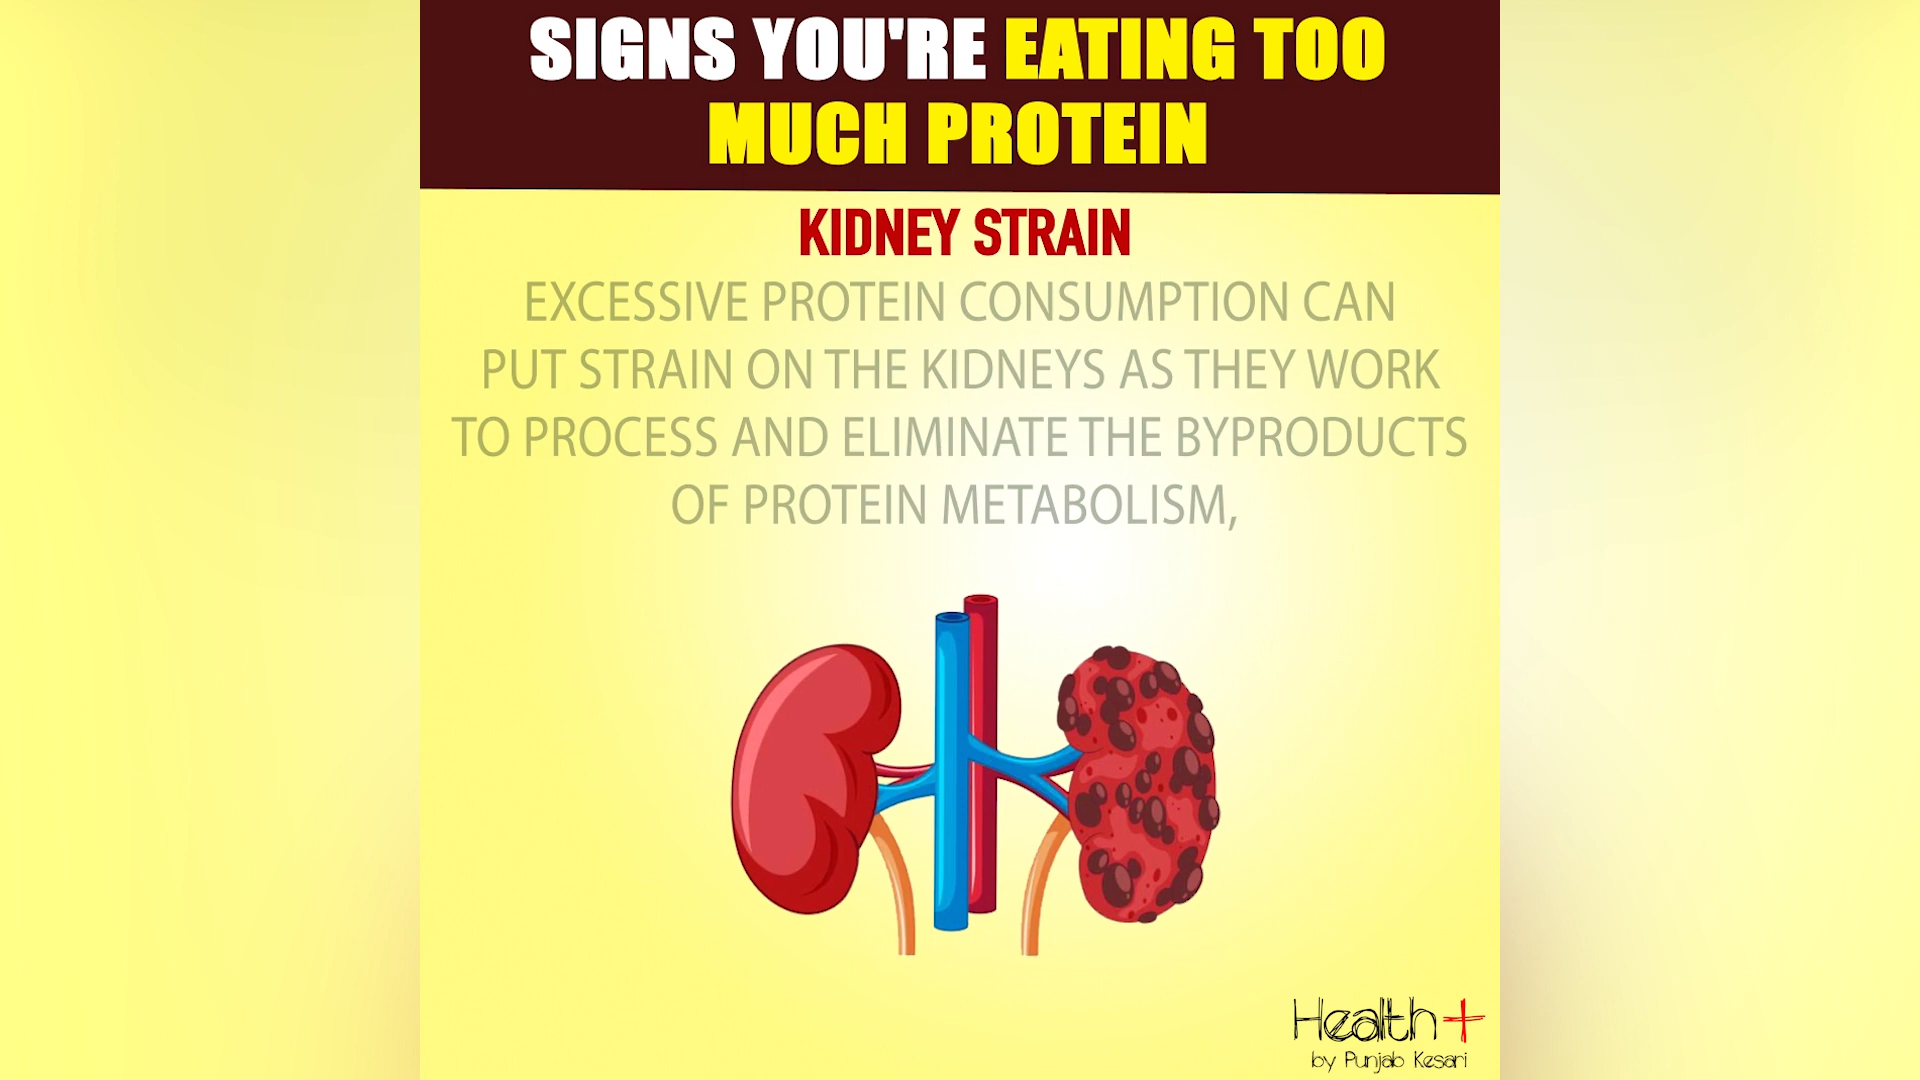 SIGNS YOU'RE EATING TOO
MUCH PROTEIN
KIDNEY STRAIN
EXCESSIVE PROTEIN CONSUMPTION CAN
PUT STRAIN ON THE KIDNEYS AS THEY WORK
TO PROCESS AND ELIMINATE THE BYPRODUCTS
OF PROTEIN METABOLISM,
Health+
by Punjab Kesari